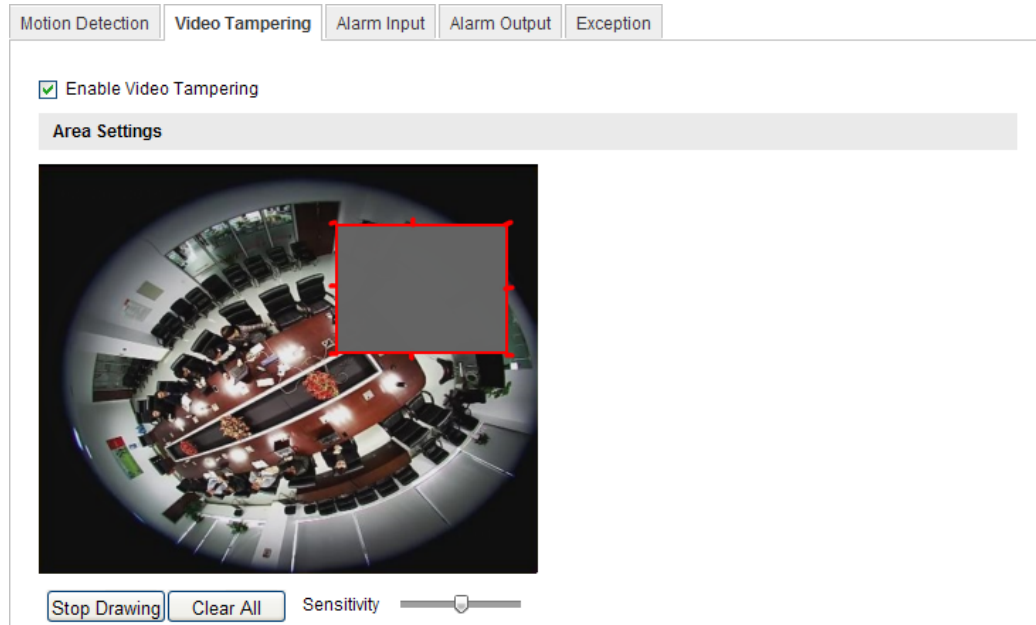 Motion Detection Video Tampering Alarm Input Alarm Output Exception
Enable Video Tampering
Area Settings
Stop Drawing Clear All Sensitivity